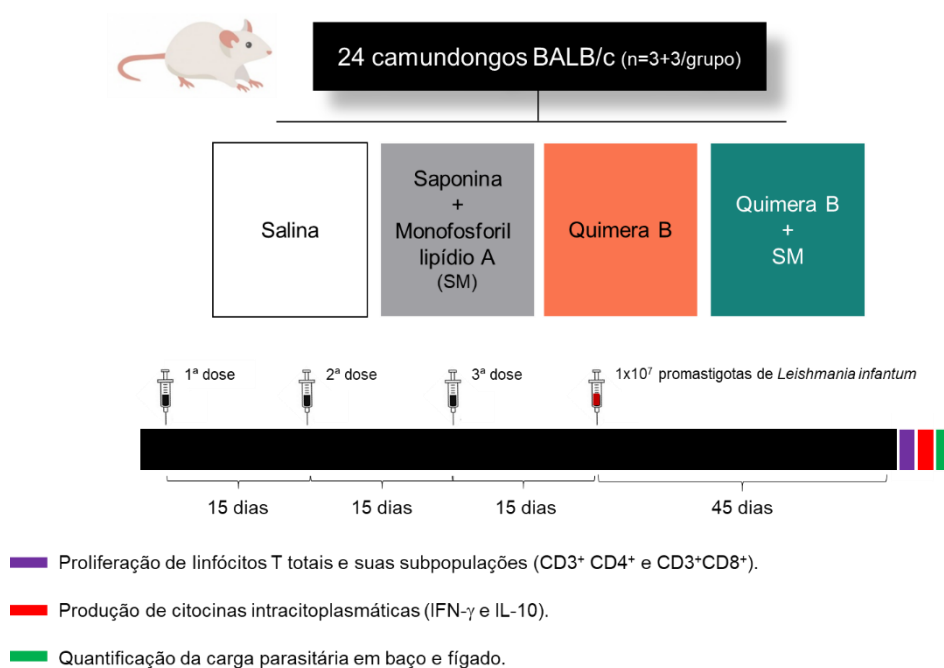 24 camundongos BALB/c (n=3+3/grupo)
Salina
Saponina
+
Monofosforil
lipídio A
(SM)
Quimera B
Quimera B
+
SM
1ª dose
2ª dose
3ª dose
1x10⁷ promastigotas de Leishmania infantum
15 dias
15 dias
15 dias
45 dias
Proliferação de linfócitos T totais e suas subpopulações (CD3⁺ CD4⁺ e CD3⁺CD8⁺).
Produção de citocinas intracitoplasmáticas (IFN-γ e IL-10).
Quantificação da carga parasitária em baço e fígado.